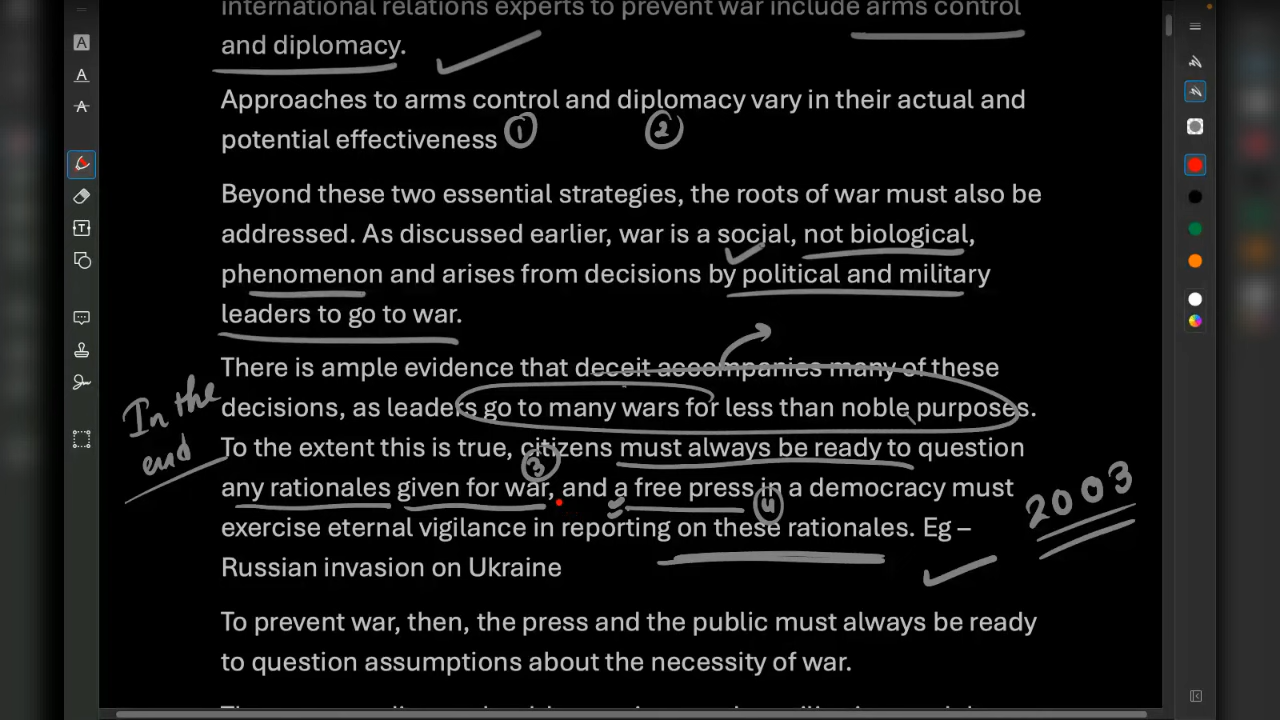 international relations experts to prevent war include arms control
and diplomacy.
Approaches to arms control and diplomacy vary in their actual and
potential effectiveness
1 2
Beyond these two essential strategies, the roots of war must also be
addressed. As discussed earlier, war is a social, not biological,
phenomenon and arises from decisions by political and military
leaders to go to war.
There is ample evidence that deceit accompanies many of these
decisions, as leaders go to many wars for less than noble purposes.
In the
end
To the extent this is true, citizens must always be ready to question
3
any rationales given for war, and a free press in a democracy must
4
2003
exercise eternal vigilance in reporting on these rationales. Eg –
Russian invasion on Ukraine
To prevent war, then, the press and the public must always be ready
to question assumptions about the necessity of war.